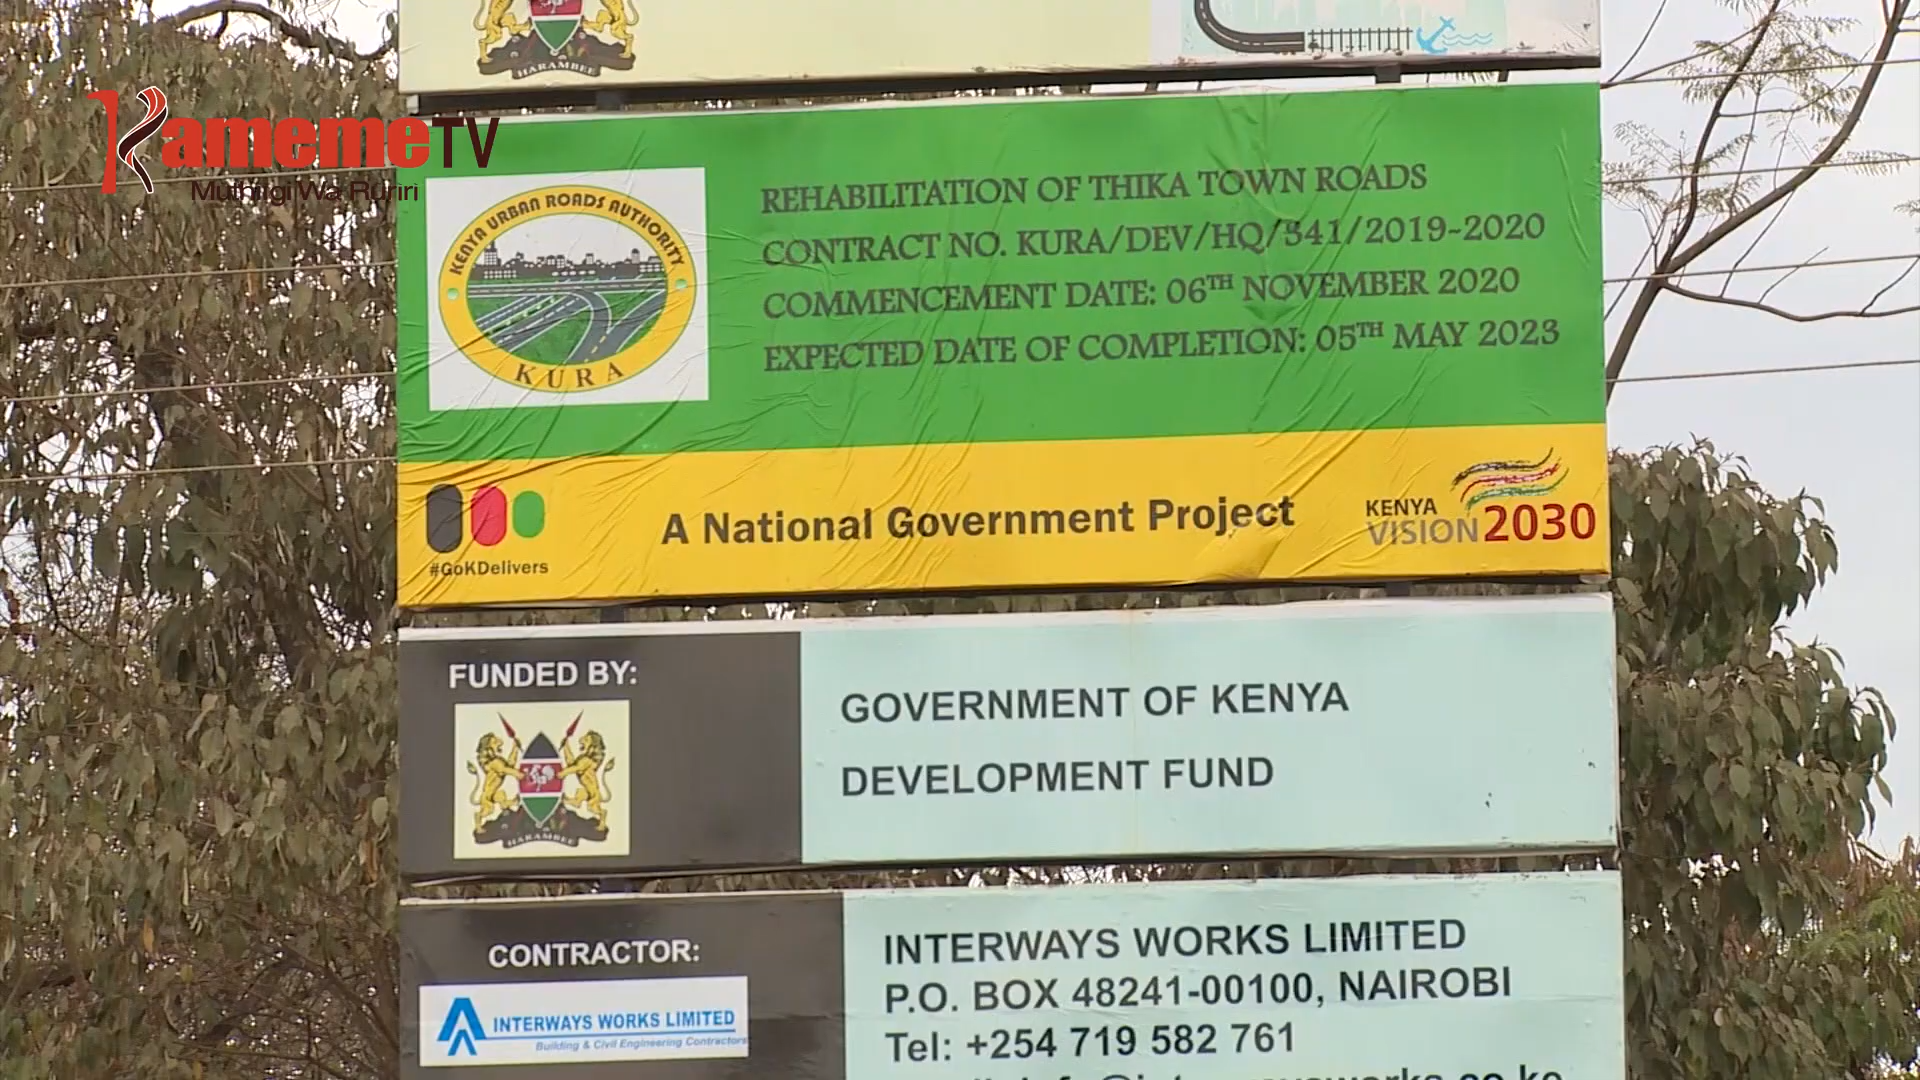 HARAMBEE
KamemeTV
Muthingi Wa Ruriri
KENYA URBAN ROADS AUTHORITY
KURA
REHABILITATION OF THIKA TOWN ROADS
CONTRACT NO. KURA/DEV/HQ/341/2019-2020
COMMENCEMENT DATE: 06TH NOVEMBER 2020
EXPECTED DATE OF COMPLETION: 05TH MAY 2023
#GoKDelivers
A National Government Project
KENYA
VISION 2030
FUNDED BY:
HARAMBEE
GOVERNMENT OF KENYA
DEVELOPMENT FUND
CONTRACTOR:
INTERWAYS WORKS LIMITED
Building & Civil Engineering Contractors
INTERWAYS WORKS LIMITED
P.O. BOX 48241-00100, NAIROBI
Tel: +254 719 582 761